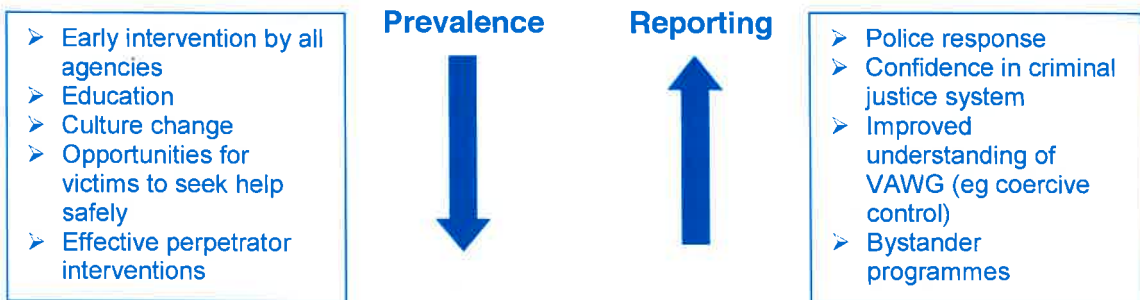 ➢ Early intervention by all
agencies
➢ Education
➢ Culture change
➢ Opportunities for
victims to seek help
safely
➢ Effective perpetrator
interventions
Prevalence
Reporting
➢ Police response
➢ Confidence in criminal
justice system
➢ Improved
understanding of
VAWG (eg coercive
control)
➢ Bystander
programmes